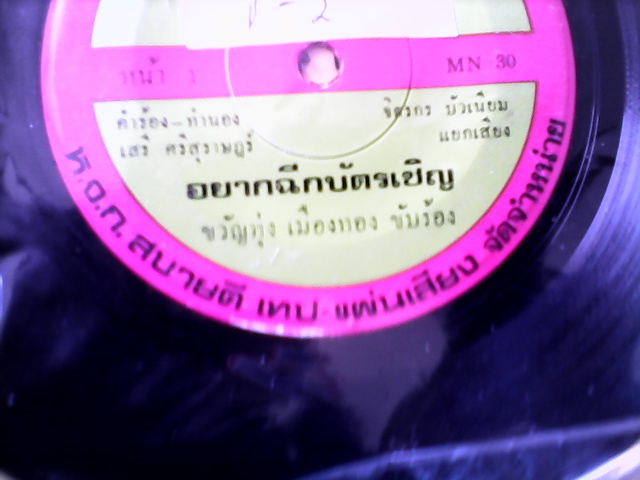 หน้า 1
MN 30
คำร้อง-ทำนอง
เสรี ศรีสุราษฎร์
จิตรกร บัวเนียม
แยกเสียง
อยากฉีกบัตรเชิญ
ขวัญทุ่ง เมืองทอง ขับร้อง
ห.จ.ก. สบายดี เทป-แผ่นเสียง จัดจำหน่าย